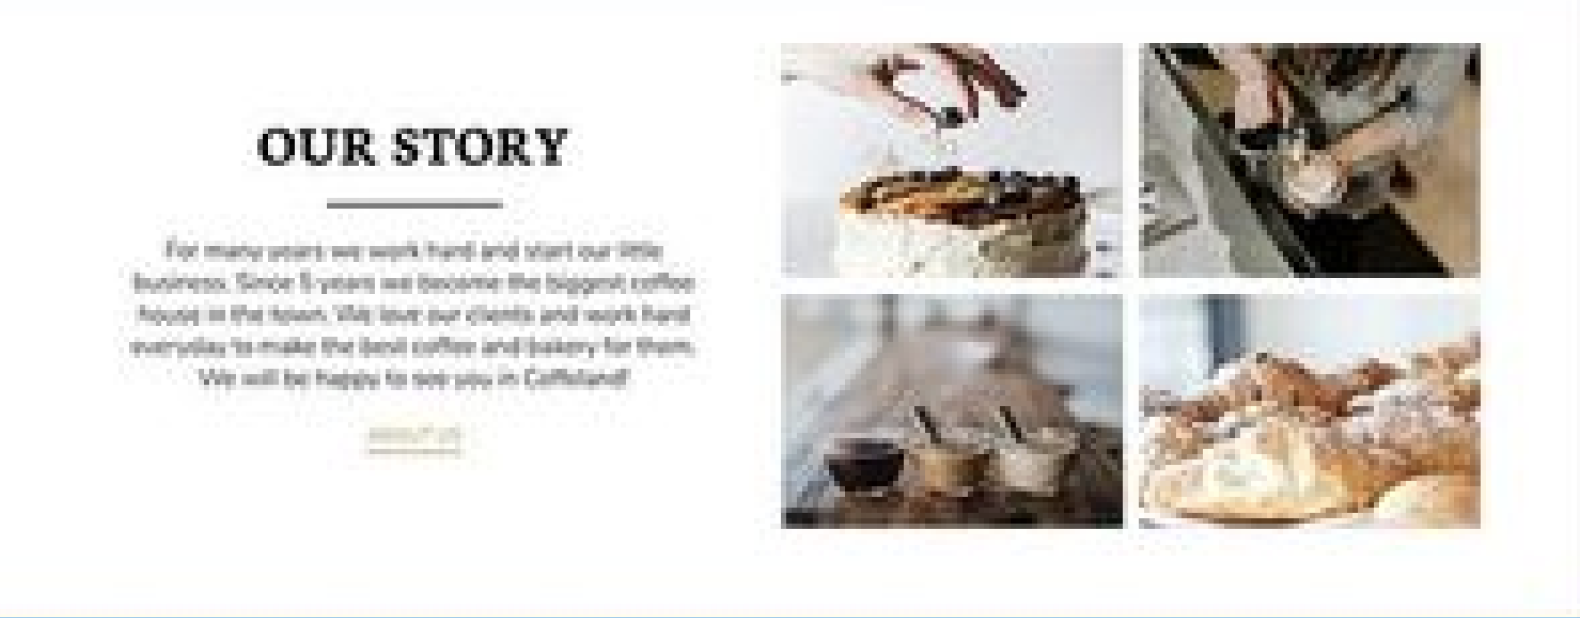 OUR STORY
For many years we work hard and start our little
business. Since 5 years we become the biggest coffee
house in the town. We love our clients and work hard
everyday to make the best coffee and bakery for them.
We will be happy to see you in Coffeland!
ABOUT US